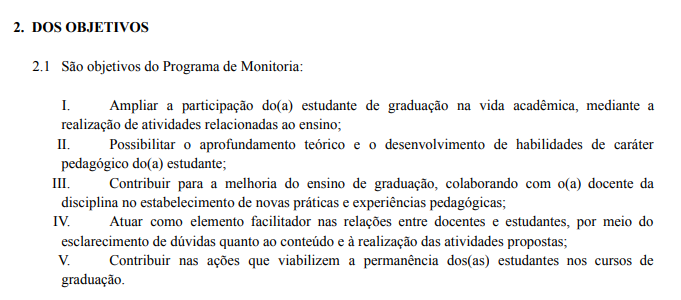 2. DOS OBJETIVOS
2.1 São objetivos do Programa de Monitoria:
I. Ampliar a participação do(a) estudante de graduação na vida acadêmica, mediante a
realização de atividades relacionadas ao ensino;
II. Possibilitar o aprofundamento teórico e o desenvolvimento de habilidades de caráter
pedagógico do(a) estudante;
III. Contribuir para a melhoria do ensino de graduação, colaborando com o(a) docente da
disciplina no estabelecimento de novas práticas e experiências pedagógicas;
IV. Atuar como elemento facilitador nas relações entre docentes e estudantes, por meio do
esclarecimento de dúvidas quanto ao conteúdo e à realização das atividades propostas;
V. Contribuir nas ações que viabilizem a permanência dos(as) estudantes nos cursos de
graduação.